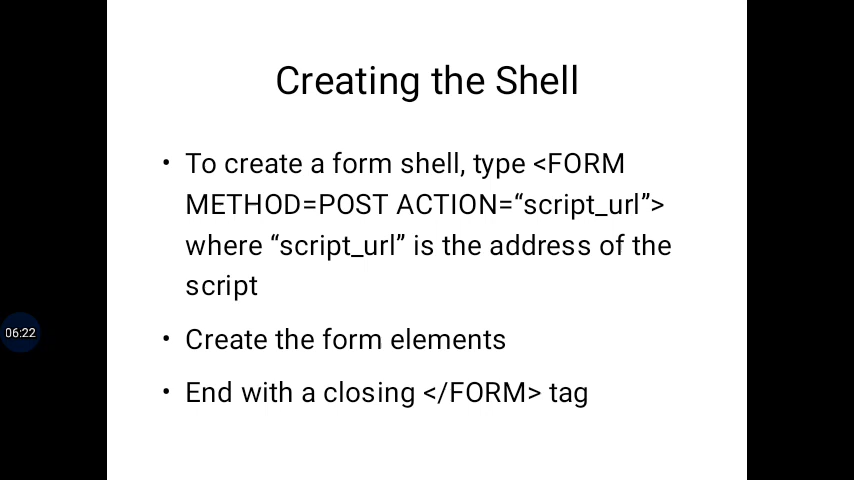 Creating the Shell
• To create a form shell, type <FORM
METHOD=POST ACTION=“script_url”>
where “script_url” is the address of the
script
06:22
• Create the form elements
• End with a closing </FORM> tag